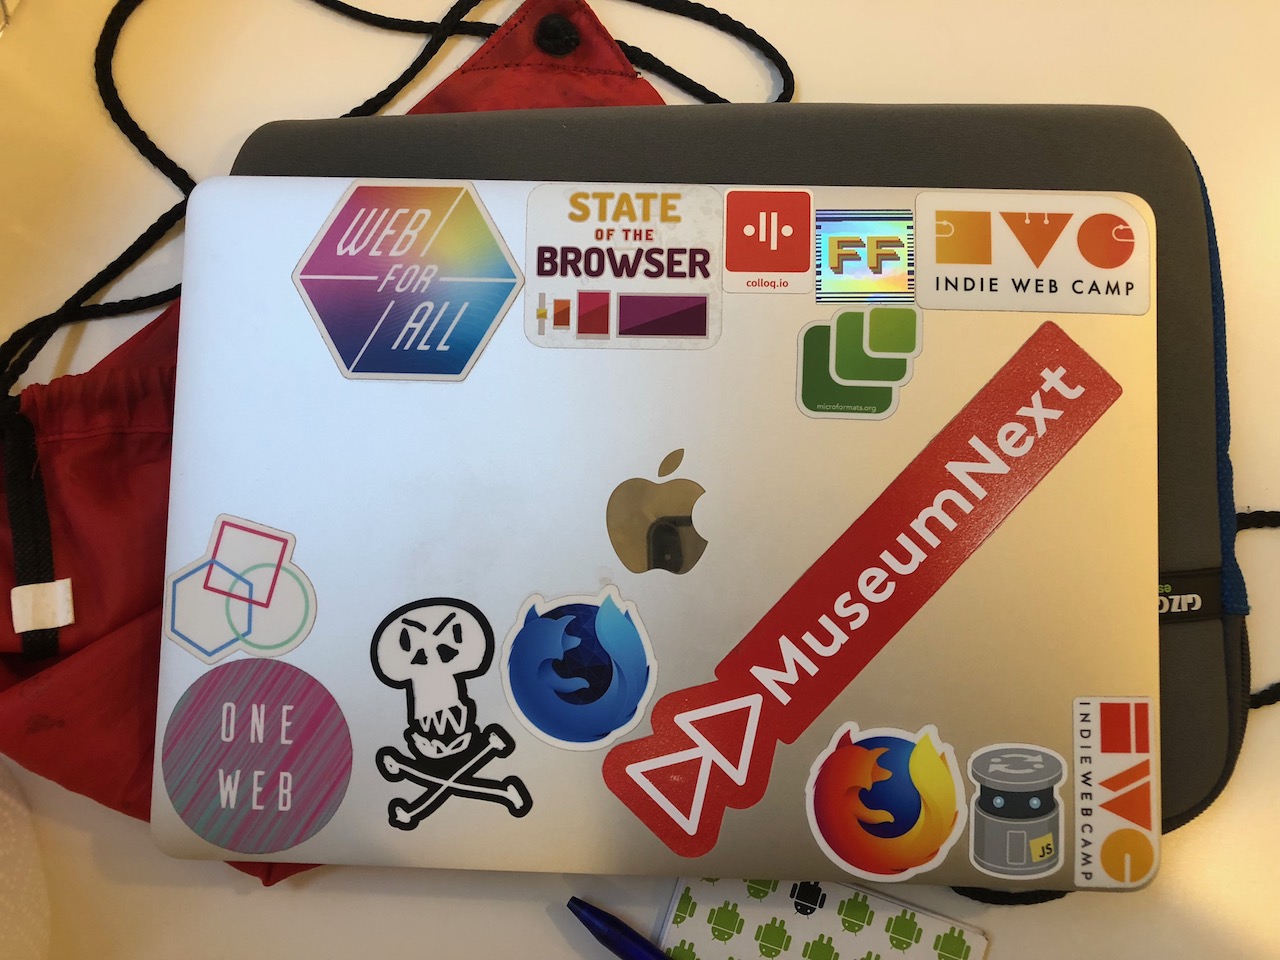 WEB
FOR
ALL
STATE
OF THE
BROWSER
colloq.io
FF
INDIE WEB CAMP
microformats.org
MuseumNext
ONE
WEB
JS
INDIEWEBCAMP